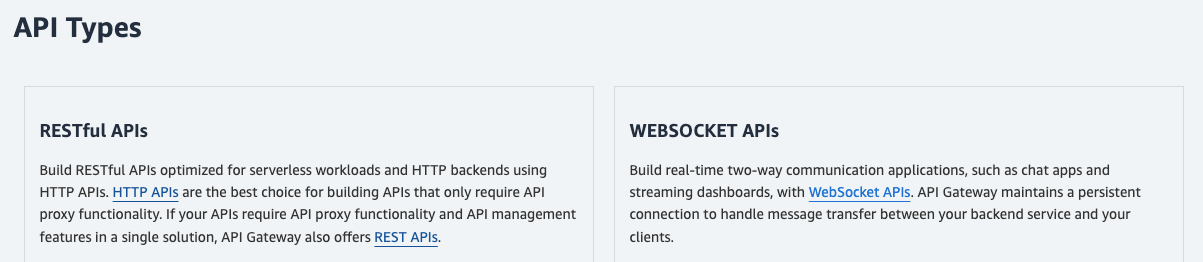 API Types
RESTful APIs
Build RESTful APIs optimized for serverless workloads and HTTP backends using
HTTP APIs. HTTP APIs are the best choice for building APIs that only require API
proxy functionality. If your APIs require API proxy functionality and API management
features in a single solution, API Gateway also offers REST APIs.
WEBSOCKET APIs
Build real-time two-way communication applications, such as chat apps and
streaming dashboards, with WebSocket APIs. API Gateway maintains a persistent
connection to handle message transfer between your backend service and your
clients.